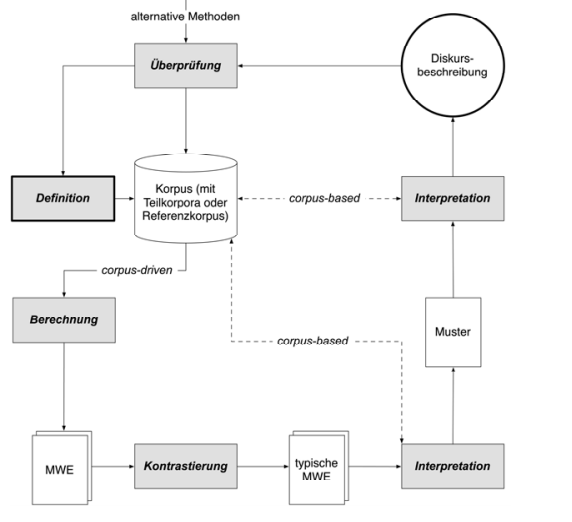 alternative Methoden
Überprüfung
Diskurs-
beschreibung
Definition
Korpus (mit
Teilkorpora oder
Referenzkorpus)
corpus-based
Interpretation
corpus-driven
Berechnung
corpus-based
Muster
MWE
Kontrastierung
typische
MWE
Interpretation